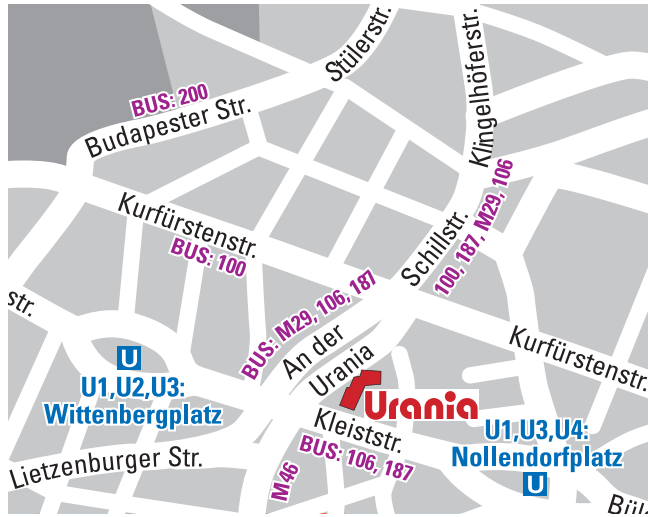 Stülerstr.
Klingelhöferstr.
BUS: 200
Budapester Str.
Kurfürstenstr.
BUS: 100
Schillstr.
100, 187, M29, 106
BUS: M29, 106, 187
An der
Urania
str.
Kurfürstenstr.
U
U1,U2,U3:
Wittenbergplatz
Urania
Kleiststr.
BUS: 106, 187
U1,U3,U4:
Nollendorfplatz
U
Lietzenburger Str.
M46
Bül